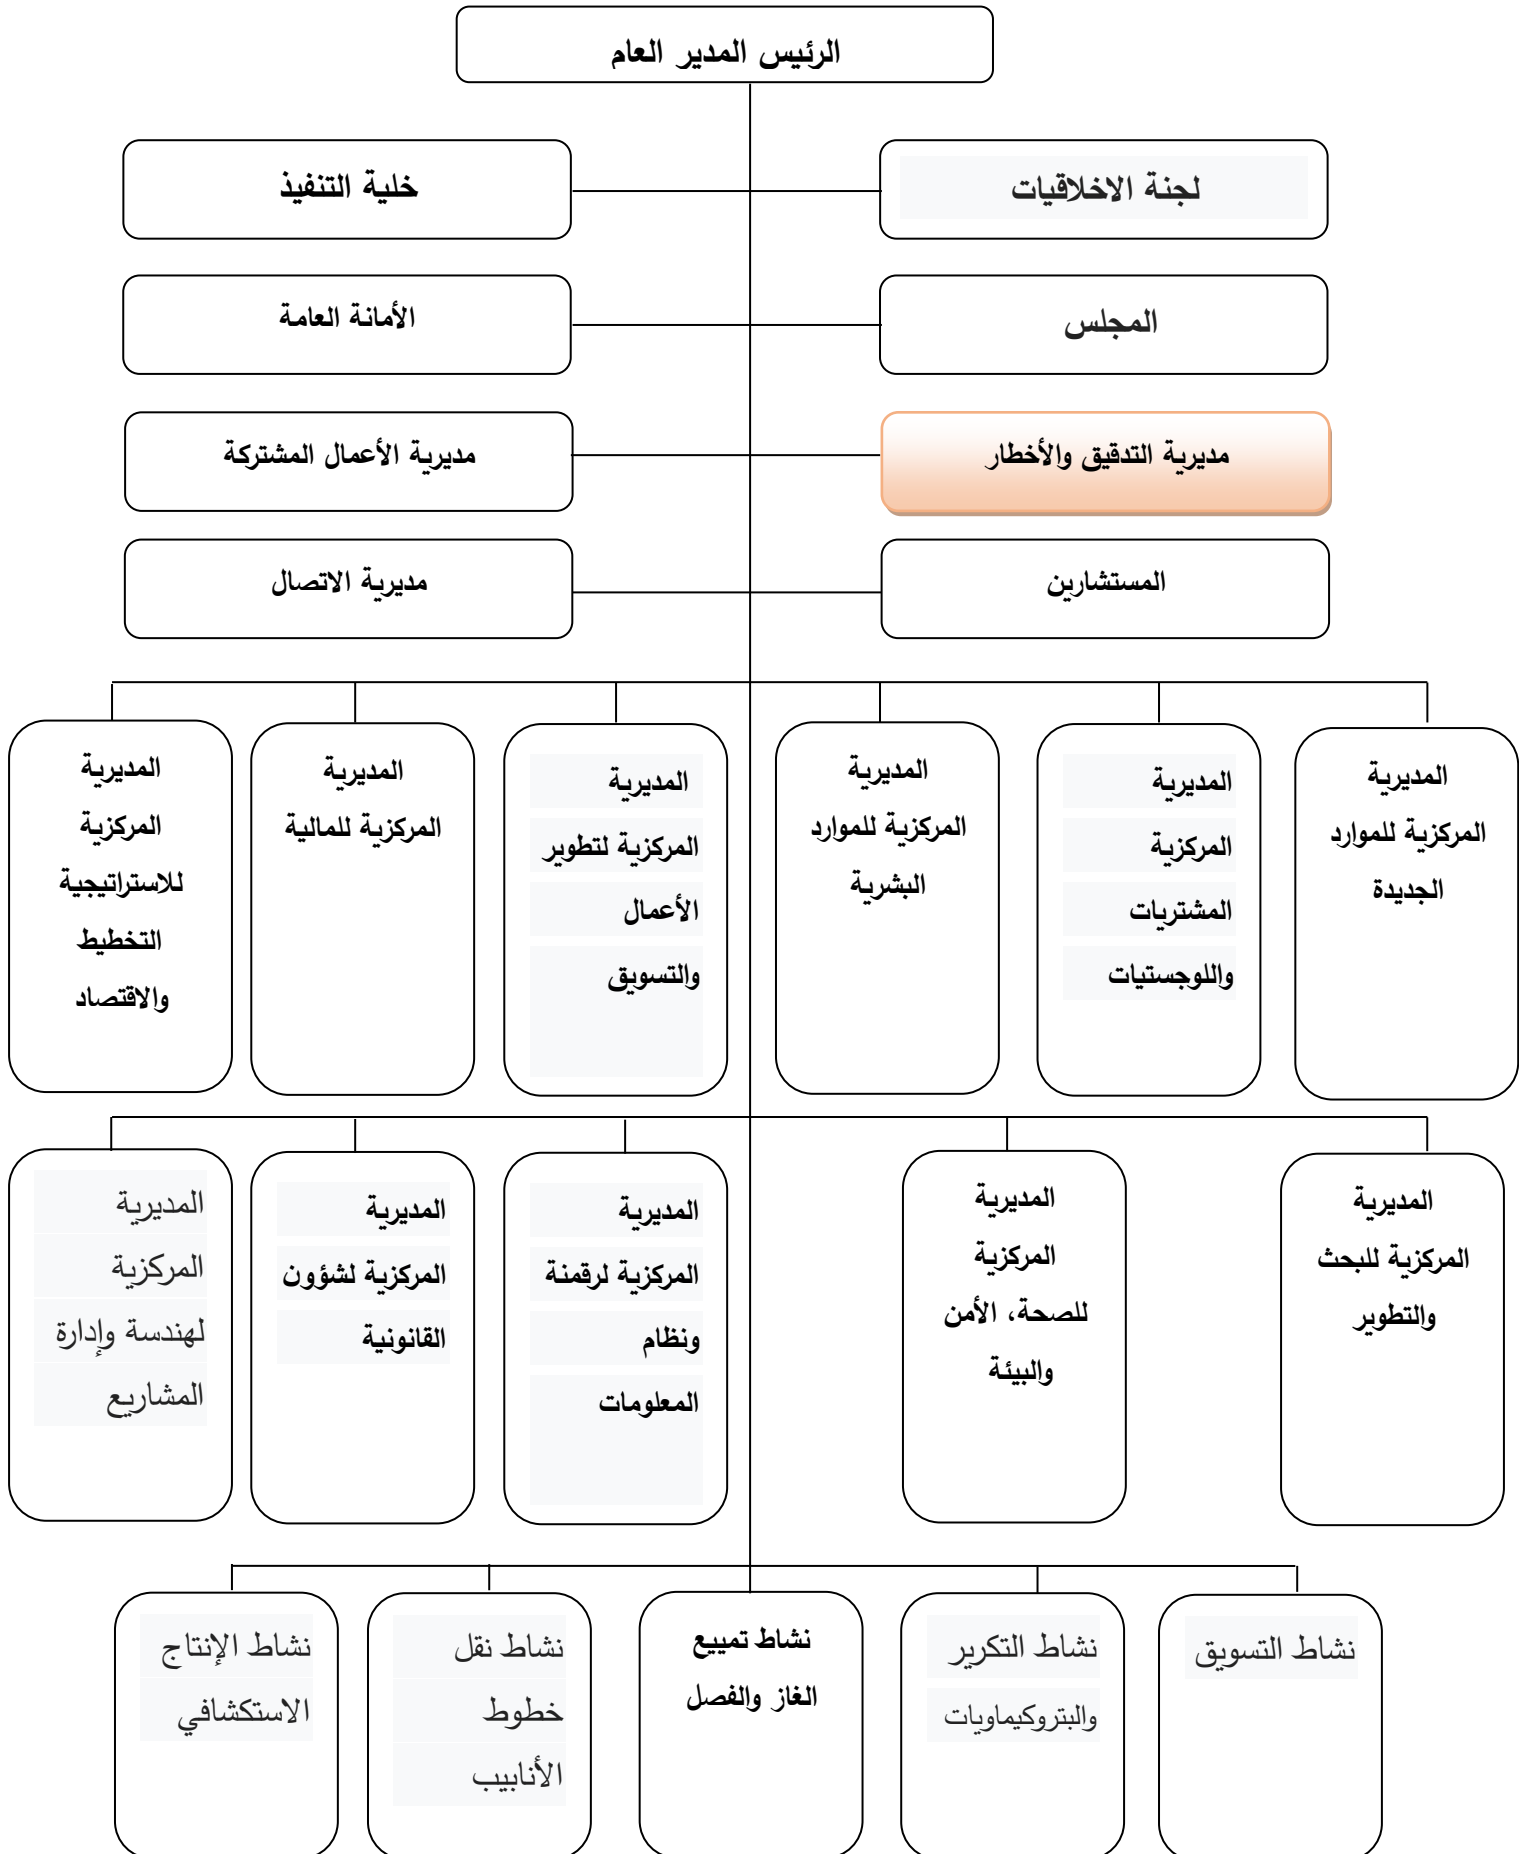 الرئيس المدير العام
لجنة الاخلاقيات
خلية التنفيذ
المجلس
الأمانة العامة
مديرية التدقيق والأخطار
مديرية الأعمال المشتركة
المستشارين
مديرية الاتصال
المديرية
المركزية للموارد
الجديدة
المديرية
المركزية
المشتريات
واللوجستيات
المديرية
المركزية للموارد
البشرية
المديرية
المركزية لتطوير
الأعمال
والتسويق
المديرية
المركزية للمالية
المديرية
المركزية
للاستراتيجية
التخطيط
والاقتصاد
المديرية
المركزية للبحث
والتطوير
المديرية
المركزية
للصحة، الأمن
والبيئة
المديرية
المركزية لرقمنة
ونظام
المعلومات
المديرية
المركزية لشؤون
القانونية
المديرية
المركزية
لهندسة وإدارة
المشاريع
نشاط التسويق
نشاط التكرير
والبتروكيماويات
نشاط تمييع
الغاز والفصل
نشاط نقل
خطوط
الأنابيب
نشاط الإنتاج
الاستكشافي